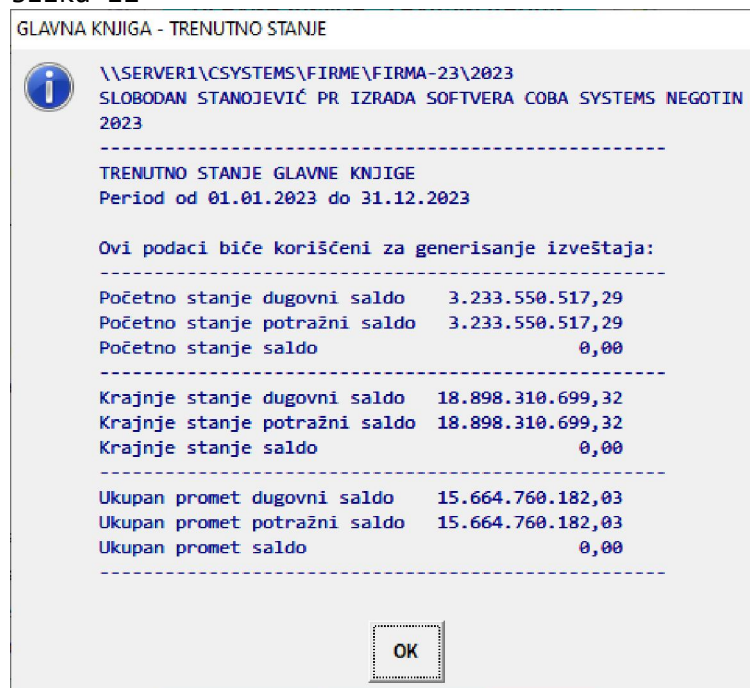 GLAVNA KNJIGA - TRENUTNO STANJE
\\SERVER1\CSYSTEMS\FIRME\FIRMA-23\2023
SLOBODAN STANOJEVIĆ PR IZRADA SOFTVERA COBA SYSTEMS NEGOTIN
2023
----------------------------------------------------
TRENUTNO STANJE GLAVNE KNJIGE
Period od 01.01.2023 do 31.12.2023
Ovi podaci biće korišćeni za generisanje izveštaja:
----------------------------------------------------
Početno stanje dugovni saldo 3.233.550.517,29
Početno stanje potražni saldo 3.233.550.517,29
Početno stanje saldo 0,00
----------------------------------------------------
Krajnje stanje dugovni saldo 18.898.310.699,32
Krajnje stanje potražni saldo 18.898.310.699,32
Krajnje stanje saldo 0,00
----------------------------------------------------
Ukupan promet dugovni saldo 15.664.760.182,03
Ukupan promet potražni saldo 15.664.760.182,03
Ukupan promet saldo 0,00
----------------------------------------------------
OK